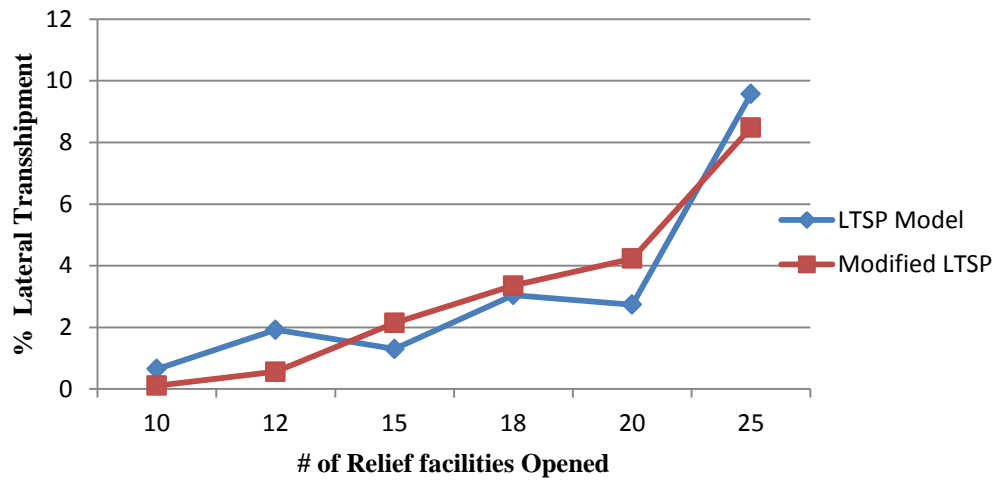 12
10
8
6
4
2
0
% Lateral Transshipment
10 12 15 18 20 25
# of Relief facilities Opened
LTSP Model
Modified LTSP